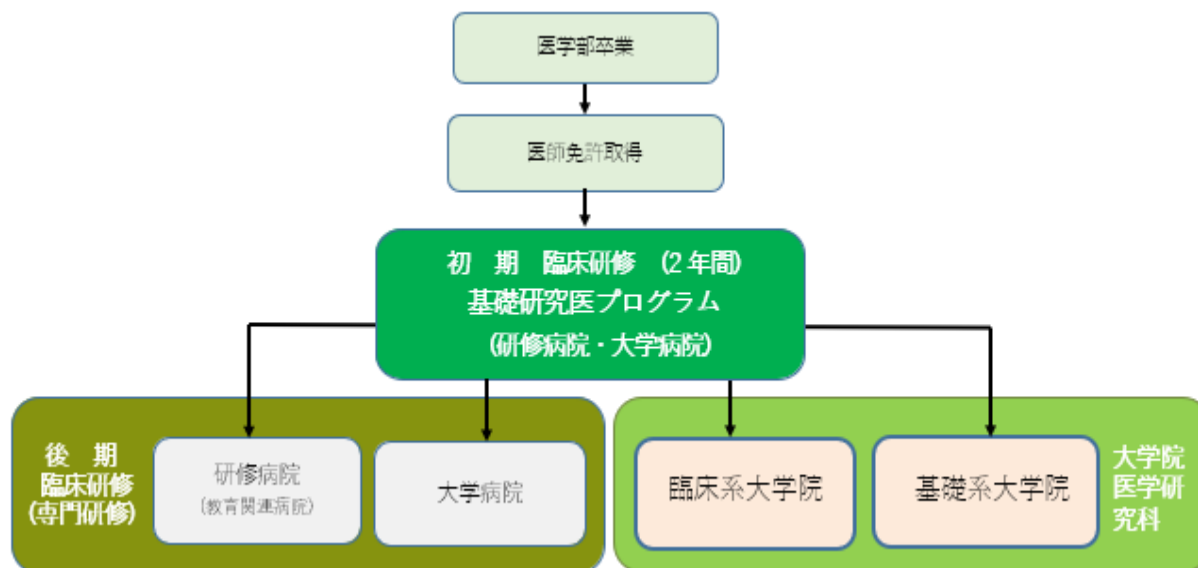 医学部卒業
医師免許取得
初 期 臨床研修 (2年間)
基礎研究医プログラム
(研修病院・大学病院)
後 期
臨床研修
(専門研修)
研修病院
(教育関連病院)
大学病院
臨床系大学院
基礎系大学院
大学院
医学研
究科